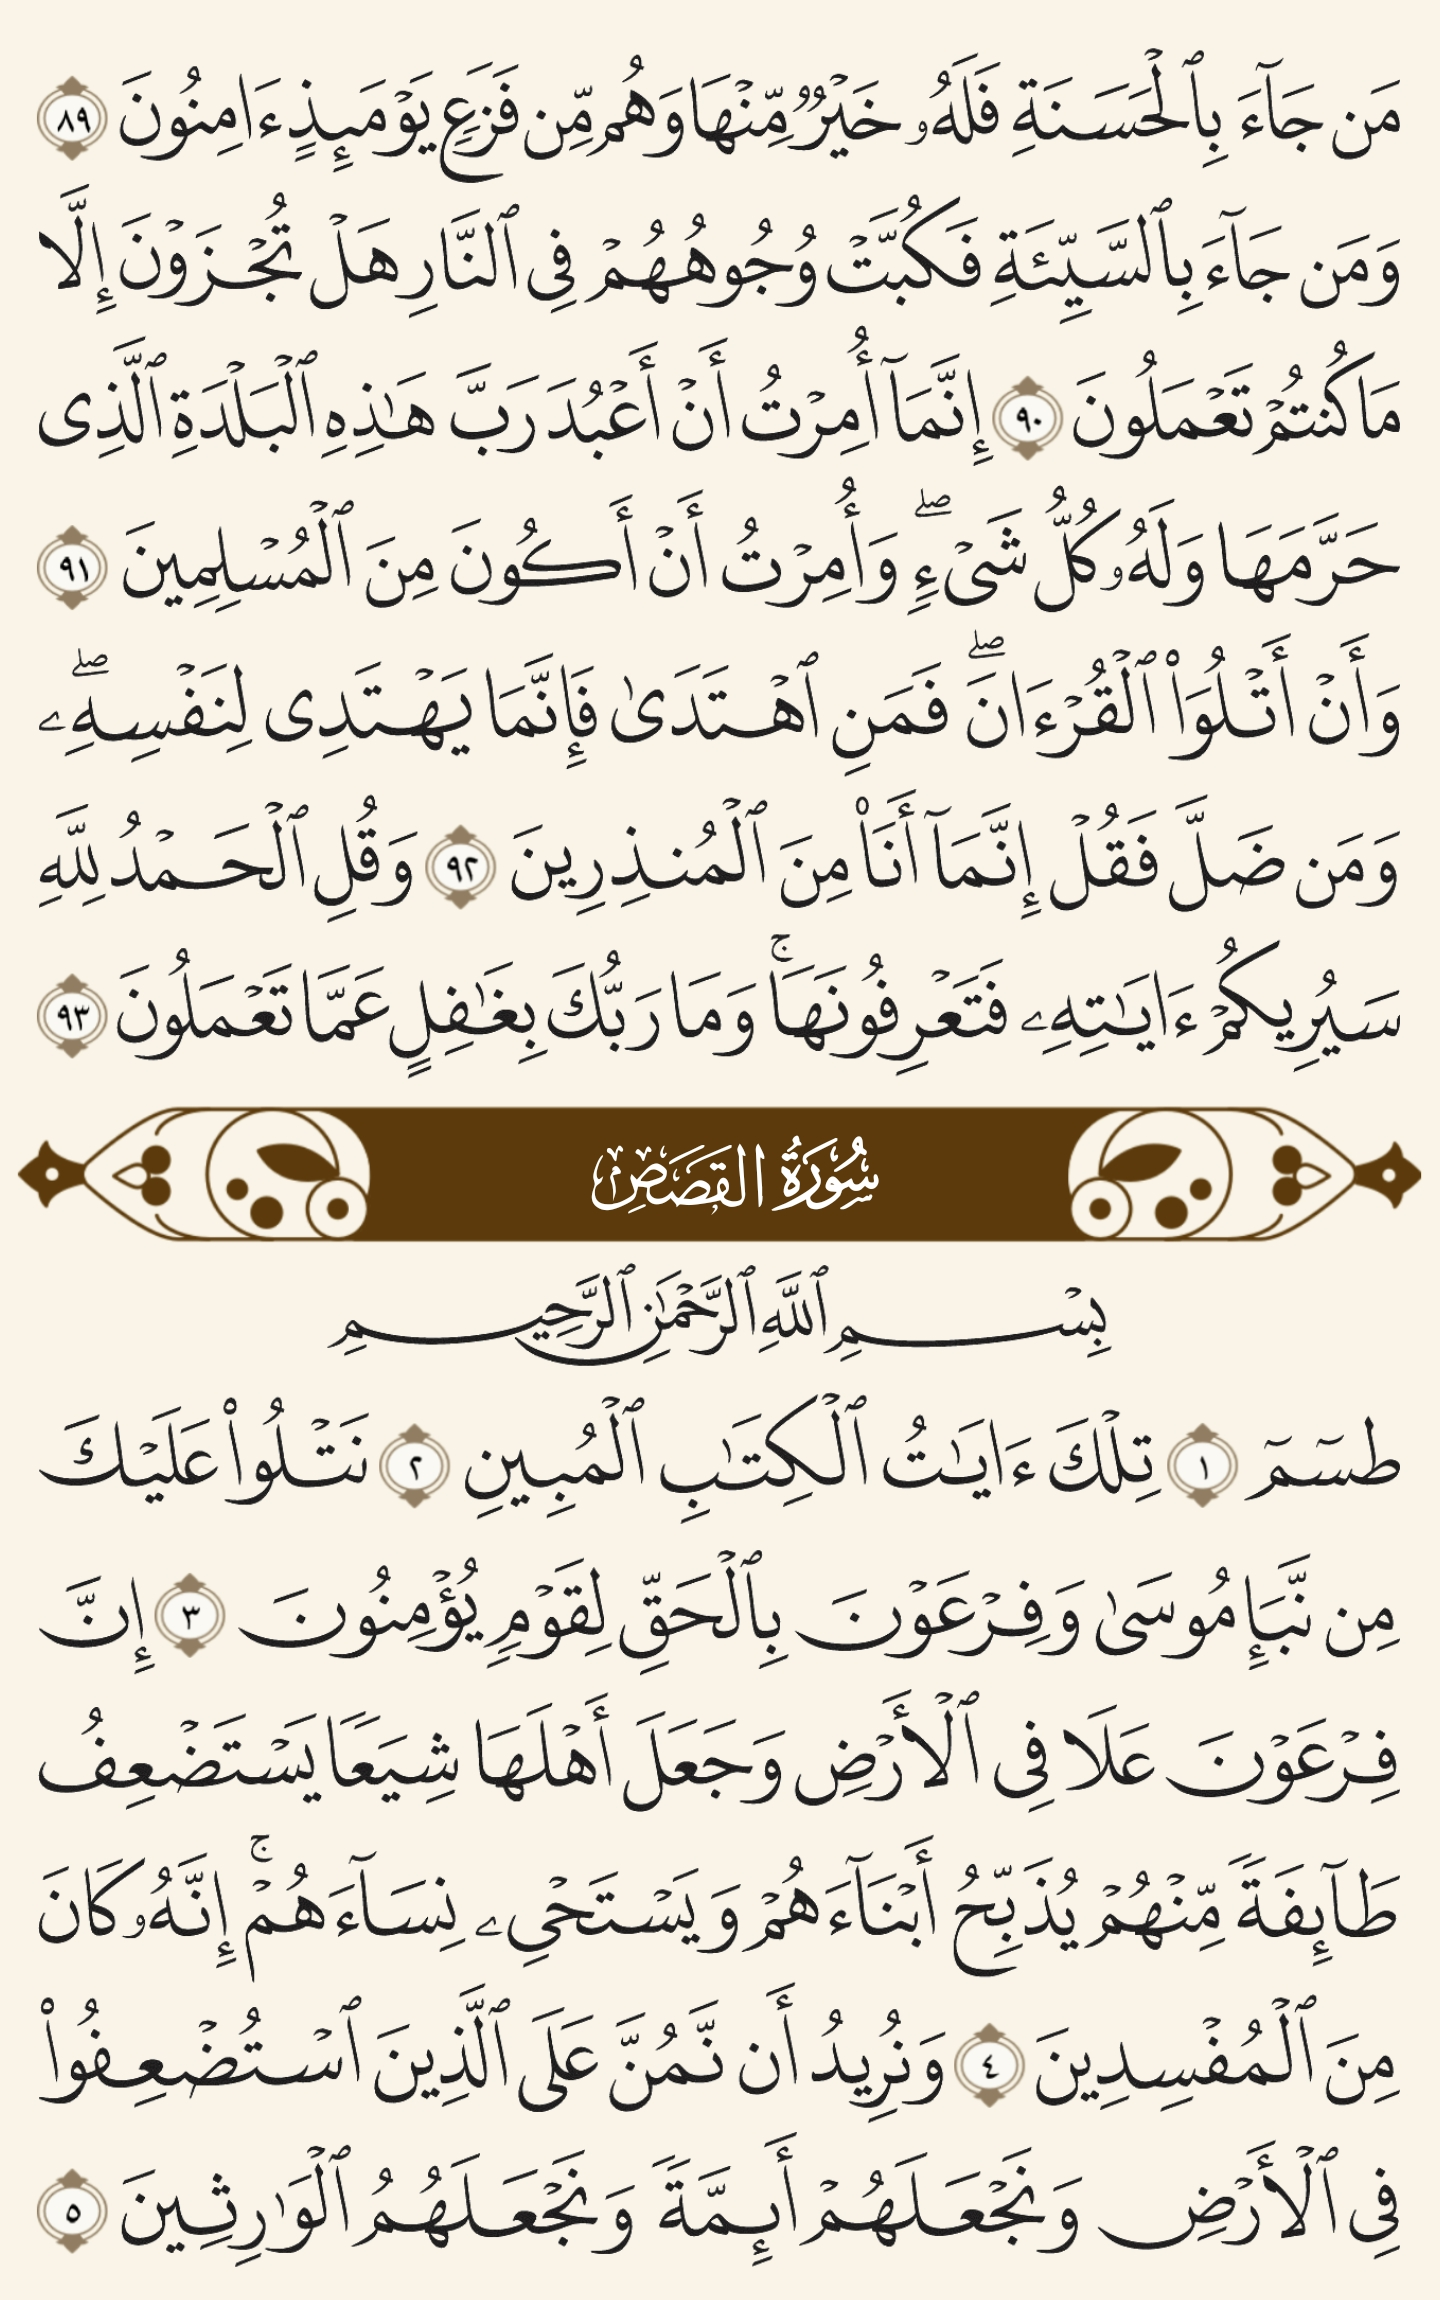 مَن جَآءَ بِٱلْحَسَنَةِ فَلَهُۥ خَيْرٌ مِّنْهَا وَهُم مِّن فَزَعٍ يَوْمَئِذٍ ءَامِنُونَ ٨٩
وَمَن جَآءَ بِٱلسَّيِّئَةِ فَكُبَّتْ وُجُوهُهُمْ فِى ٱلنَّارِ هَلْ تُجْزَوْنَ إِلَّا
مَا كُنتُمْ تَعْمَلُونَ ٩٠ إِنَّمَآ أُمِرْتُ أَنْ أَعْبُدَ رَبَّ هَٰذِهِ ٱلْبَلْدَةِ ٱلَّذِى
حَرَّمَهَا وَلَهُۥ كُلُّ شَىْءٍ ۖ وَأُمِرْتُ أَنْ أَكُونَ مِنَ ٱلْمُسْلِمِينَ ٩١
وَأَنْ أَتْلُوَا۟ ٱلْقُرْءَانَ ۖ فَمَنِ ٱهْتَدَىٰ فَإِنَّمَا يَهْتَدِى لِنَفْسِهِۦ ۖ
وَمَن ضَلَّ فَقُلْ إِنَّمَآ أَنَا۠ مِنَ ٱلْمُنذِرِينَ ٩٢ وَقُلِ ٱلْحَمْدُ لِلَّهِ
سَيُرِيكُمْ ءَايَٰتِهِۦ فَتَعْرِفُونَهَا ۚ وَمَا رَبُّكَ بِغَٰفِلٍ عَمَّا تَعْمَلُونَ ٩٣
سُورَةُ القَصَصِ
بِسْمِ ٱللَّهِ ٱلرَّحْمَٰنِ ٱلرَّحِيمِ
طسٓمٓ ١ تِلْكَ ءَايَٰتُ ٱلْكِتَٰبِ ٱلْمُبِينِ ٢ نَتْلُوا۟ عَلَيْكَ
مِن نَّبَإِ مُوسَىٰ وَفِرْعَوْنَ بِٱلْحَقِّ لِقَوْمٍ يُؤْمِنُونَ ٣ إِنَّ
فِرْعَوْنَ عَلَا فِى ٱلْأَرْضِ وَجَعَلَ أَهْلَهَا شِيَعًا يَسْتَضْعِفُ
طَآئِفَةً مِّنْهُمْ يُذَبِّحُ أَبْنَآءَهُمْ وَيَسْتَحْىِۦ نِسَآءَهُمْ ۚ إِنَّهُۥ كَانَ
مِنَ ٱلْمُفْسِدِينَ ٤ وَنُرِيدُ أَن نَّمُنَّ عَلَى ٱلَّذِينَ ٱسْتُضْعِفُوا۟
فِى ٱلْأَرْضِ وَنَجْعَلَهُمْ أَئِمَّةً وَنَجْعَلَهُمُ ٱلْوَٰرِثِينَ ٥